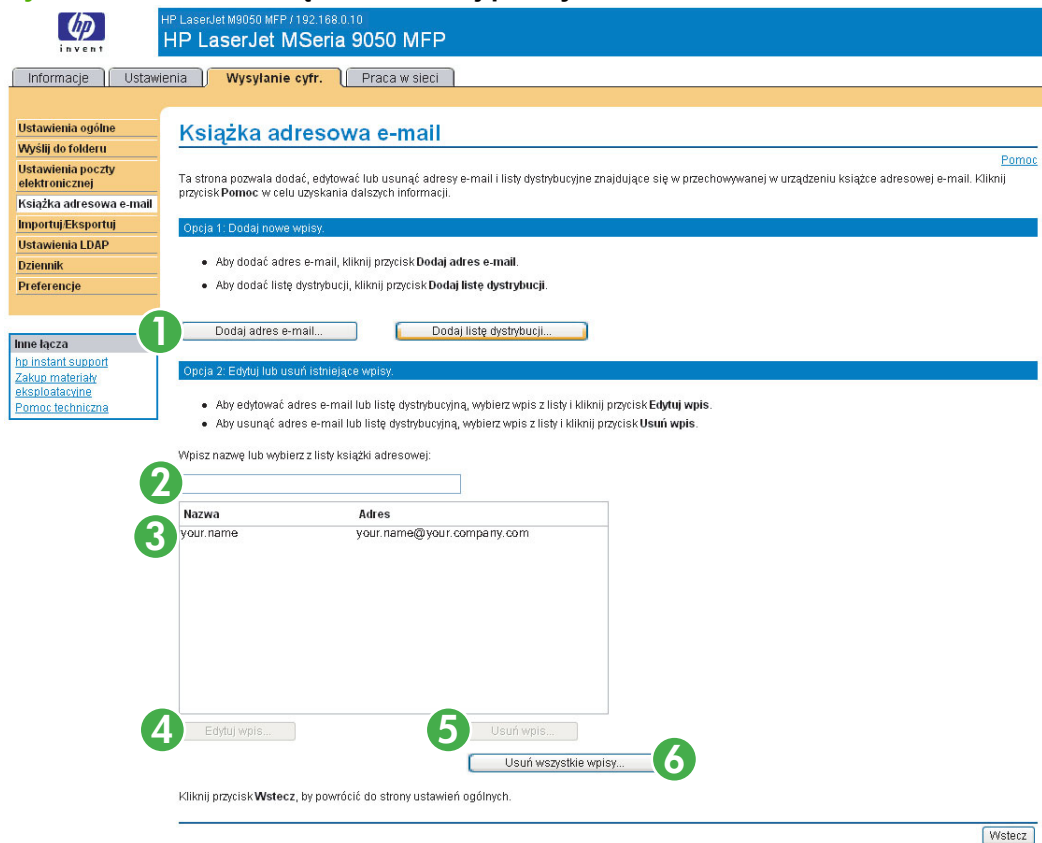 hp
invent
HP LaserJet M9050 MFP / 192.168.0.10
HP LaserJet MSeria 9050 MFP
Informacje
Ustawienia
Wysyłanie cyfr.
Praca w sieci
Ustawienia ogólne
Wyślij do folderu
Ustawienia poczty
elektronicznej
Książka adresowa e-mail
Importuj/Eksportuj
Ustawienia LDAP
Dziennik
Preferencje
Inne łącza
hp instant support
Zakup materiały
eksploatacyjne
Pomoc techniczna
Książka adresowa e-mail
Pomoc
Ta strona pozwala dodać, edytować lub usunąć adresy e-mail i listy dystrybucyjne znajdujące się w przechowywanej w urządzeniu książce adresowej e-mail. Kliknij
przycisk Pomoc w celu uzyskania dalszych informacji.
Opcja 1: Dodaj nowe wpisy.
• Aby dodać adres e-mail, kliknij przycisk Dodaj adres e-mail.
• Aby dodać listę dystrybucji, kliknij przycisk Dodaj listę dystrybucji.
1 Dodaj adres e-mail...
Dodaj listę dystrybucji...
Opcja 2: Edytuj lub usuń istniejące wpisy.
• Aby edytować adres e-mail lub listę dystrybucyjną, wybierz wpis z listy i kliknij przycisk Edytuj wpis.
• Aby usunąć adres e-mail lub listę dystrybucyjną, wybierz wpis z listy i kliknij przycisk Usuń wpis.
Wpisz nazwę lub wybierz z listy książki adresowej:
2
Nazwa Adres
3 your.name your.name@your.company.com
4 Edytuj wpis...
5 Usuń wpis...
Usuń wszystkie wpisy... 6
Kliknij przycisk Wstecz, by powrócić do strony ustawień ogólnych.
Wstecz